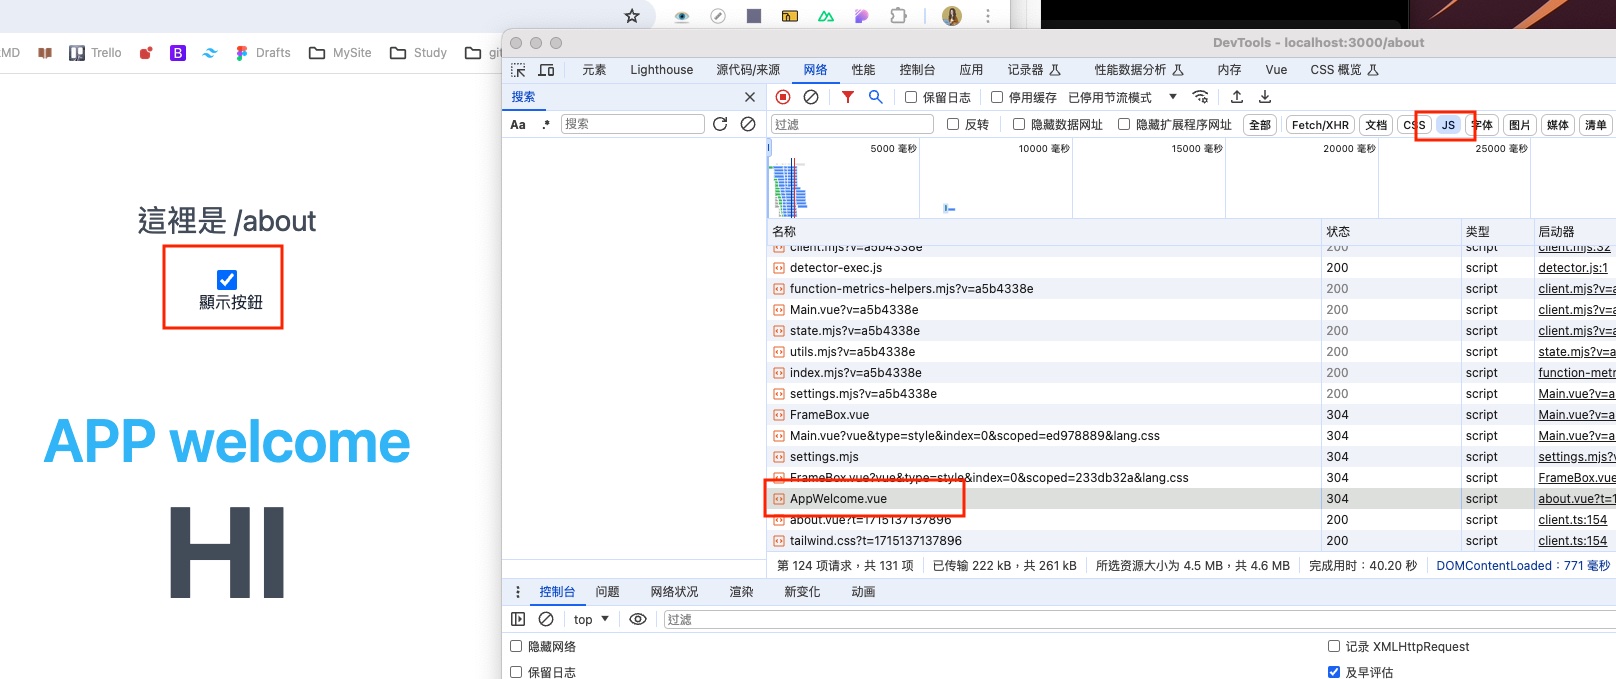 MD
Trello
B
Drafts
MySite
Study
DevTools - localhost:3000/about
元素
Lighthouse
源代码/来源
网络
性能
控制台
应用
记录器
性能数据分析
内存
Vue
CSS 概览
搜索
保留日志
停用缓存
已停用节流模式
Aa
.*
搜索
过滤
反转
隐藏数据网址
隐藏扩展程序网址
全部
Fetch/XHR
文档
CSS
JS
字体
图片
媒体
清单
5000 毫秒
10000 毫秒
15000 毫秒
20000 毫秒
25000 毫秒
這裡是 /about
顯示按鈕
APP welcome
HI
名称 状态 类型 启动器
client.mjs?v=a5b4338e 200 script client.mjs:32
detector-exec.js 200 script detector.js:1
function-metrics-helpers.mjs?v=a5b4338e 200 script client.mjs?v=a
Main.vue?v=a5b4338e 200 script client.mjs?v=a
state.mjs?v=a5b4338e 200 script client.mjs?v=a
utils.mjs?v=a5b4338e 200 script state.mjs?v=a
index.mjs?v=a5b4338e 200 script function-metr
settings.mjs?v=a5b4338e 200 script Main.vue?v=a
FrameBox.vue 304 script Main.vue?v=a
Main.vue?vue&type=style&index=0&scoped=ed978889&lang.css 304 script Main.vue?v=a
settings.mjs 304 script settings.mjs?v
FrameBox.vue?vue&type=style&index=0&scoped=233db32a&lang.css 304 script FrameBox.vue
AppWelcome.vue 304 script about.vue?t=1
about.vue?t=1715137137896 200 script client.ts:154
tailwind.css?t=1715137137896 200 script client.ts:154
第 124 项请求，共 131 项
已传输 222 kB，共 261 kB
所选资源大小为 4.5 MB，共 4.6 MB
完成用时：40.20 秒
DOMContentLoaded：771 毫秒
控制台
问题
网络状况
渲染
新变化
动画
top
过滤
隐藏网络
记录 XMLHttpRequest
保留日志
及早评估